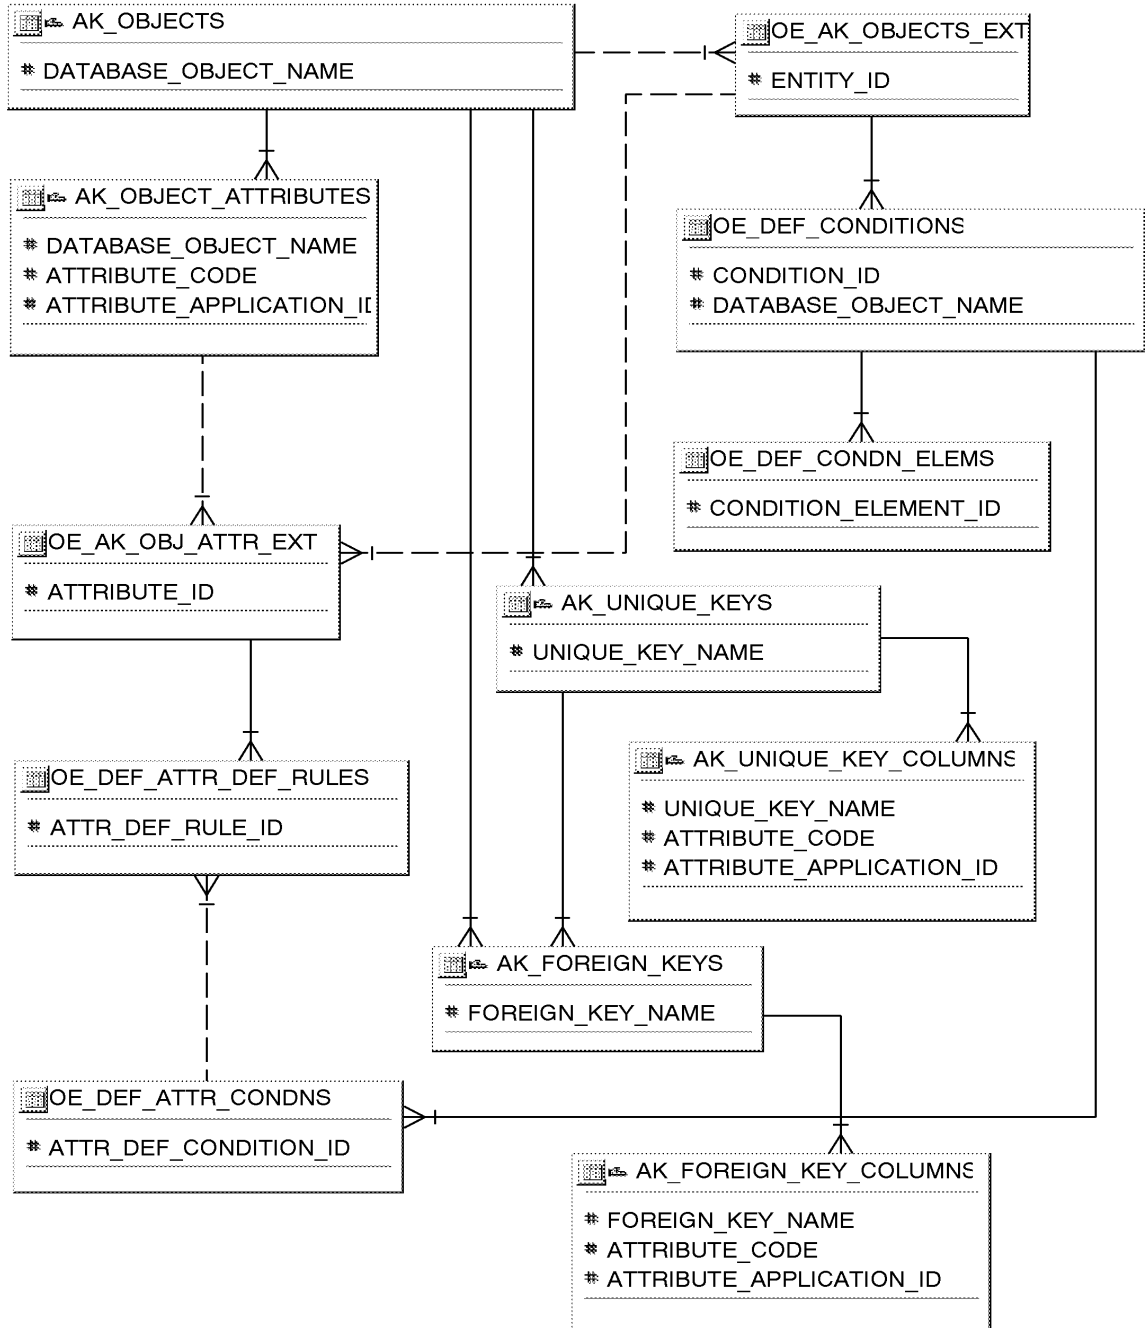 AK_OBJECTS
# DATABASE_OBJECT_NAME
OE_AK_OBJECTS_EXT
# ENTITY_ID
AK_OBJECT_ATTRIBUTES
# DATABASE_OBJECT_NAME
# ATTRIBUTE_CODE
# ATTRIBUTE_APPLICATION_ID
OE_DEF_CONDITIONS
# CONDITION_ID
# DATABASE_OBJECT_NAME
OE_DEF_CONDN_ELEMS
# CONDITION_ELEMENT_ID
OE_AK_OBJ_ATTR_EXT
# ATTRIBUTE_ID
AK_UNIQUE_KEYS
# UNIQUE_KEY_NAME
AK_UNIQUE_KEY_COLUMNS
# UNIQUE_KEY_NAME
# ATTRIBUTE_CODE
# ATTRIBUTE_APPLICATION_ID
OE_DEF_ATTR_DEF_RULES
# ATTR_DEF_RULE_ID
AK_FOREIGN_KEYS
# FOREIGN_KEY_NAME
OE_DEF_ATTR_CONDNS
# ATTR_DEF_CONDITION_ID
AK_FOREIGN_KEY_COLUMNS
# FOREIGN_KEY_NAME
# ATTRIBUTE_CODE
# ATTRIBUTE_APPLICATION_ID